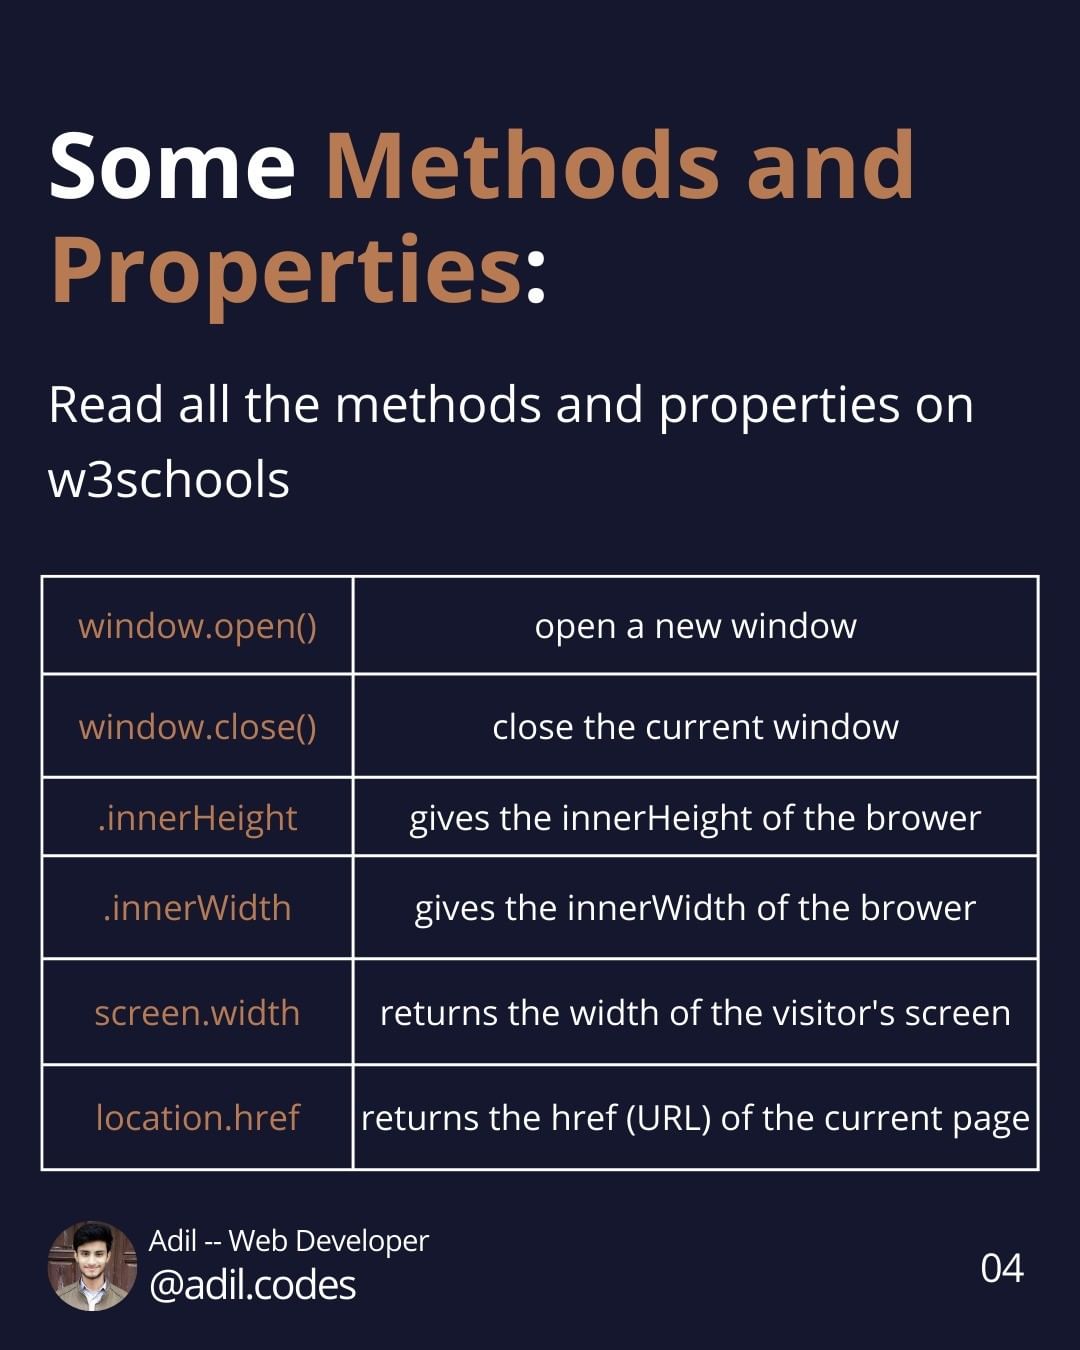 Some Methods and
Properties:
Read all the methods and properties on
w3schools
window.open() open a new window
window.close() close the current window
.innerHeight gives the innerHeight of the brower
.innerWidth gives the innerWidth of the brower
screen.width returns the width of the visitor's screen
location.href returns the href (URL) of the current page
Adil -- Web Developer
@adil.codes
04